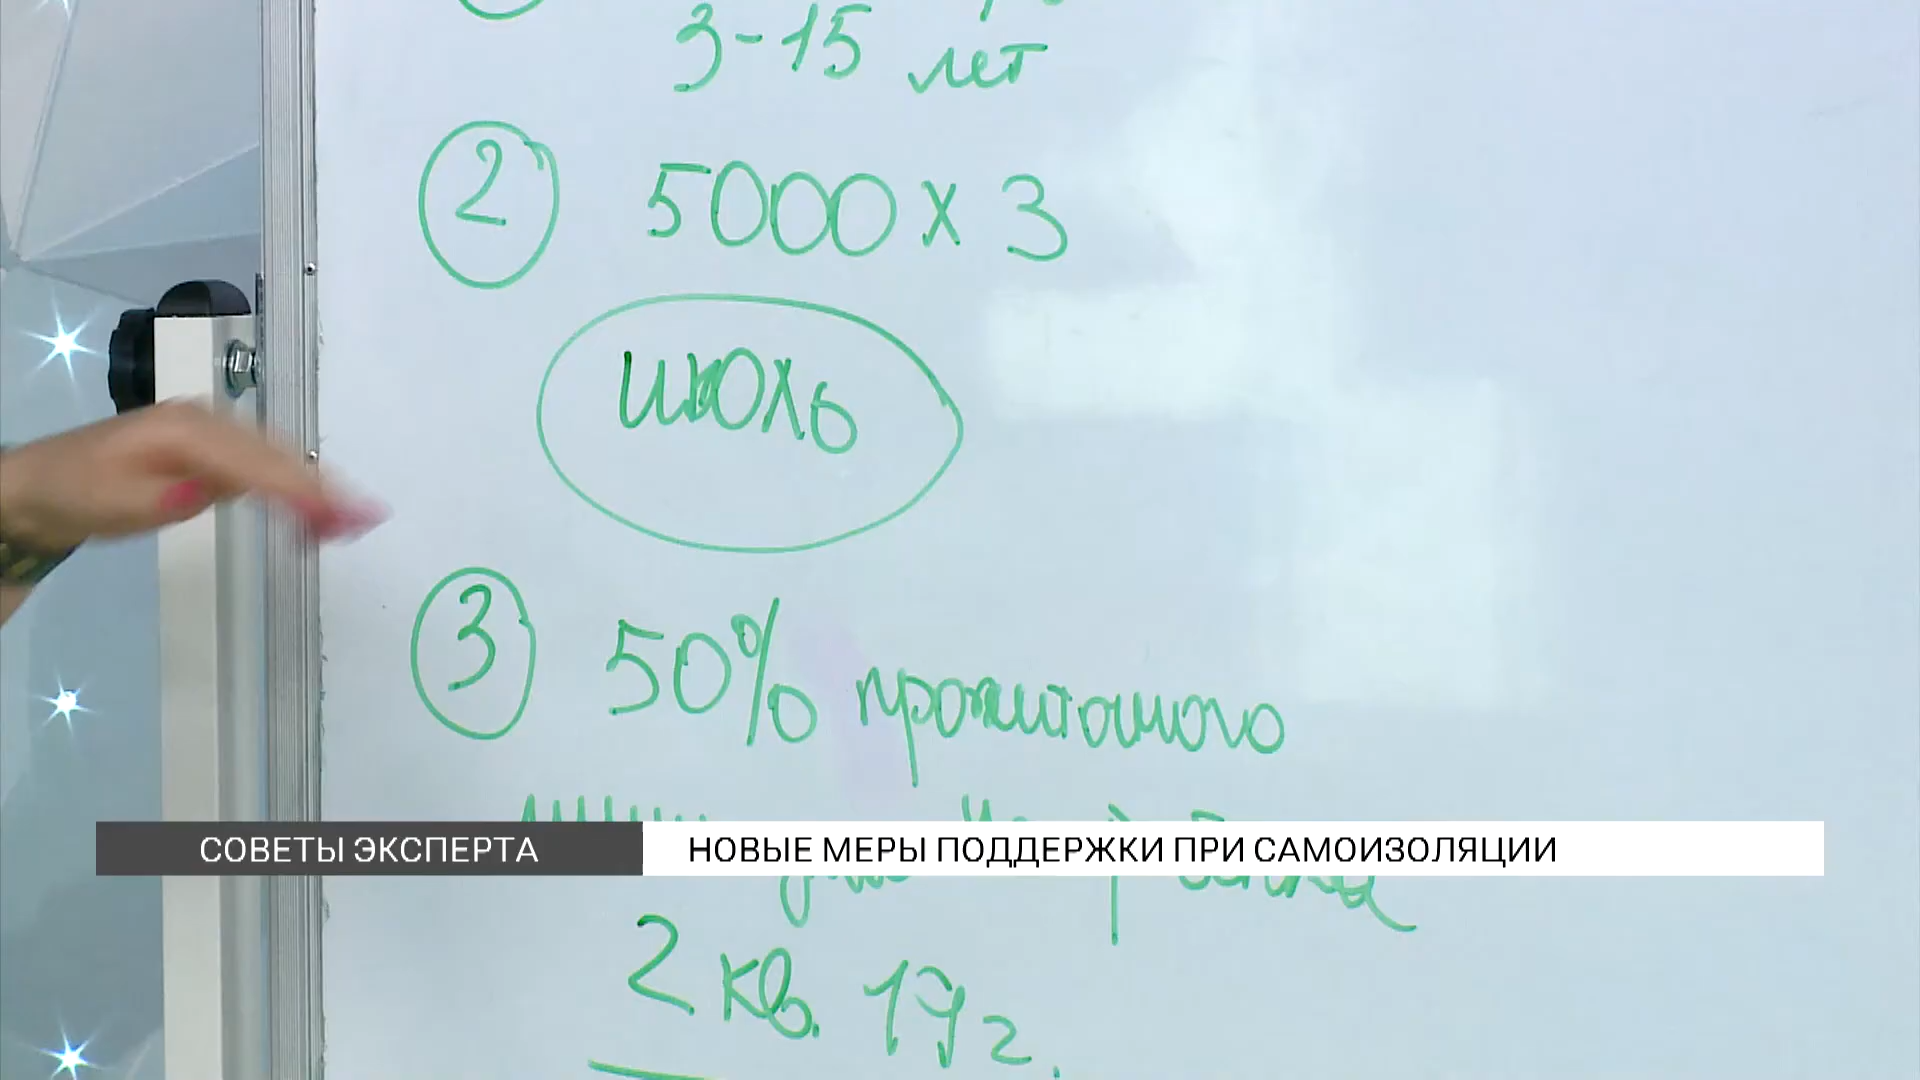 3-15 лет
2 5000 х 3
июль
3 50% прожиточного
СОВЕТЫ ЭКСПЕРТА НОВЫЕ МЕРЫ ПОДДЕРЖКИ ПРИ САМОИЗОЛЯЦИИ
2 кв. 19 г.